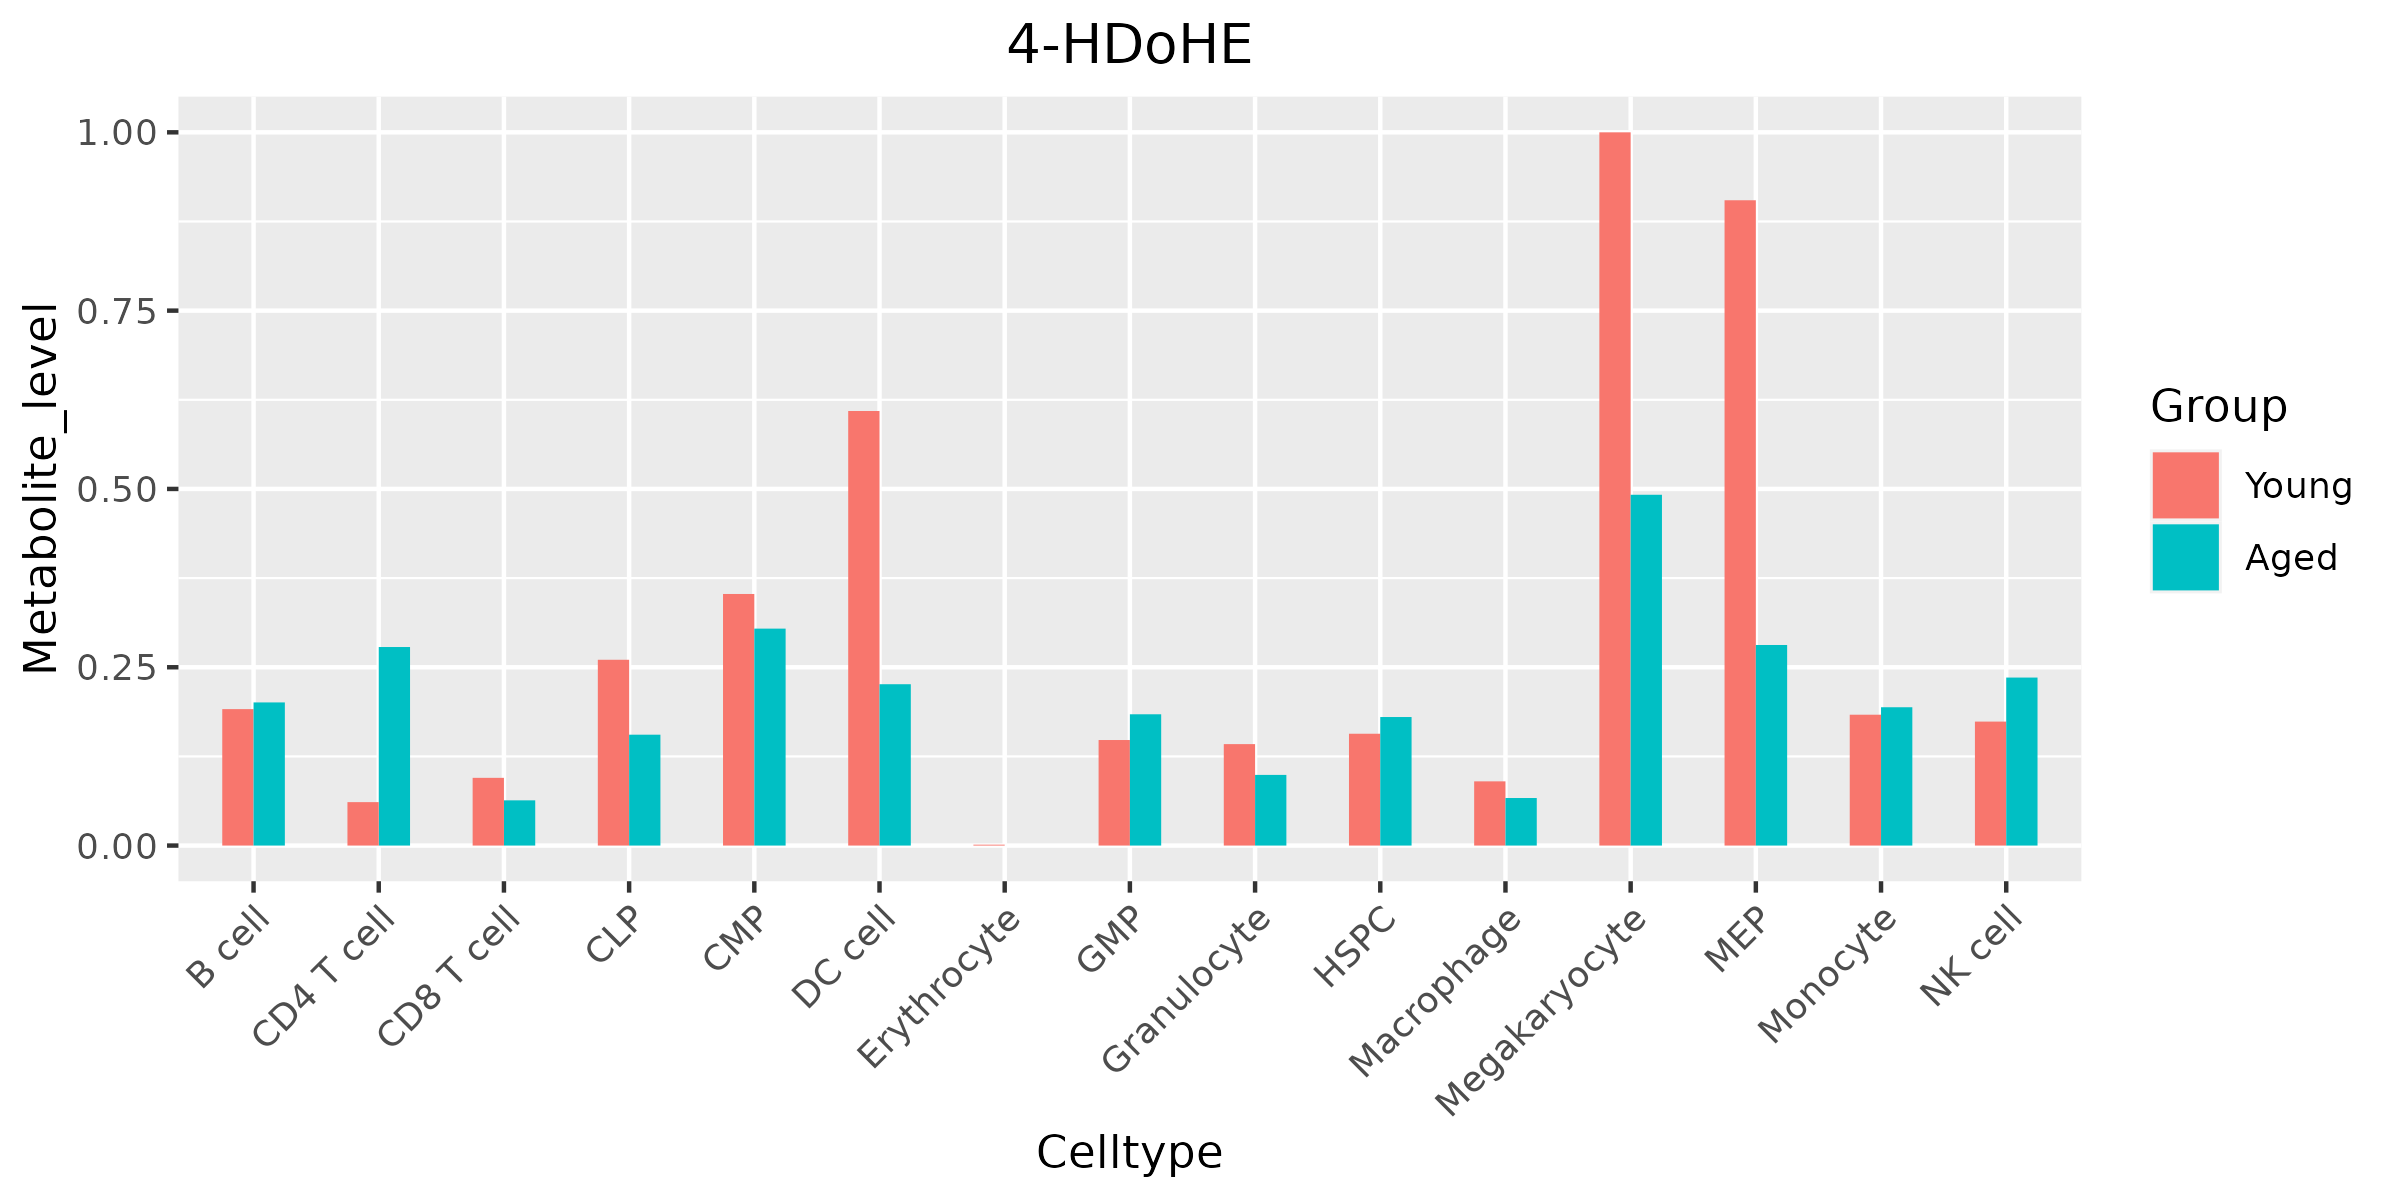 4-HDoHE
Metabolite_level
1.00
0.75
0.50
0.25
0.00
B cell
CD4 T cell
CD8 T cell
CLP
CMP
DC cell
Erythrocyte
GMP
Granulocyte
HSPC
Macrophage
Megakaryocyte
MEP
Monocyte
NK cell
Celltype
Group
Young
Aged